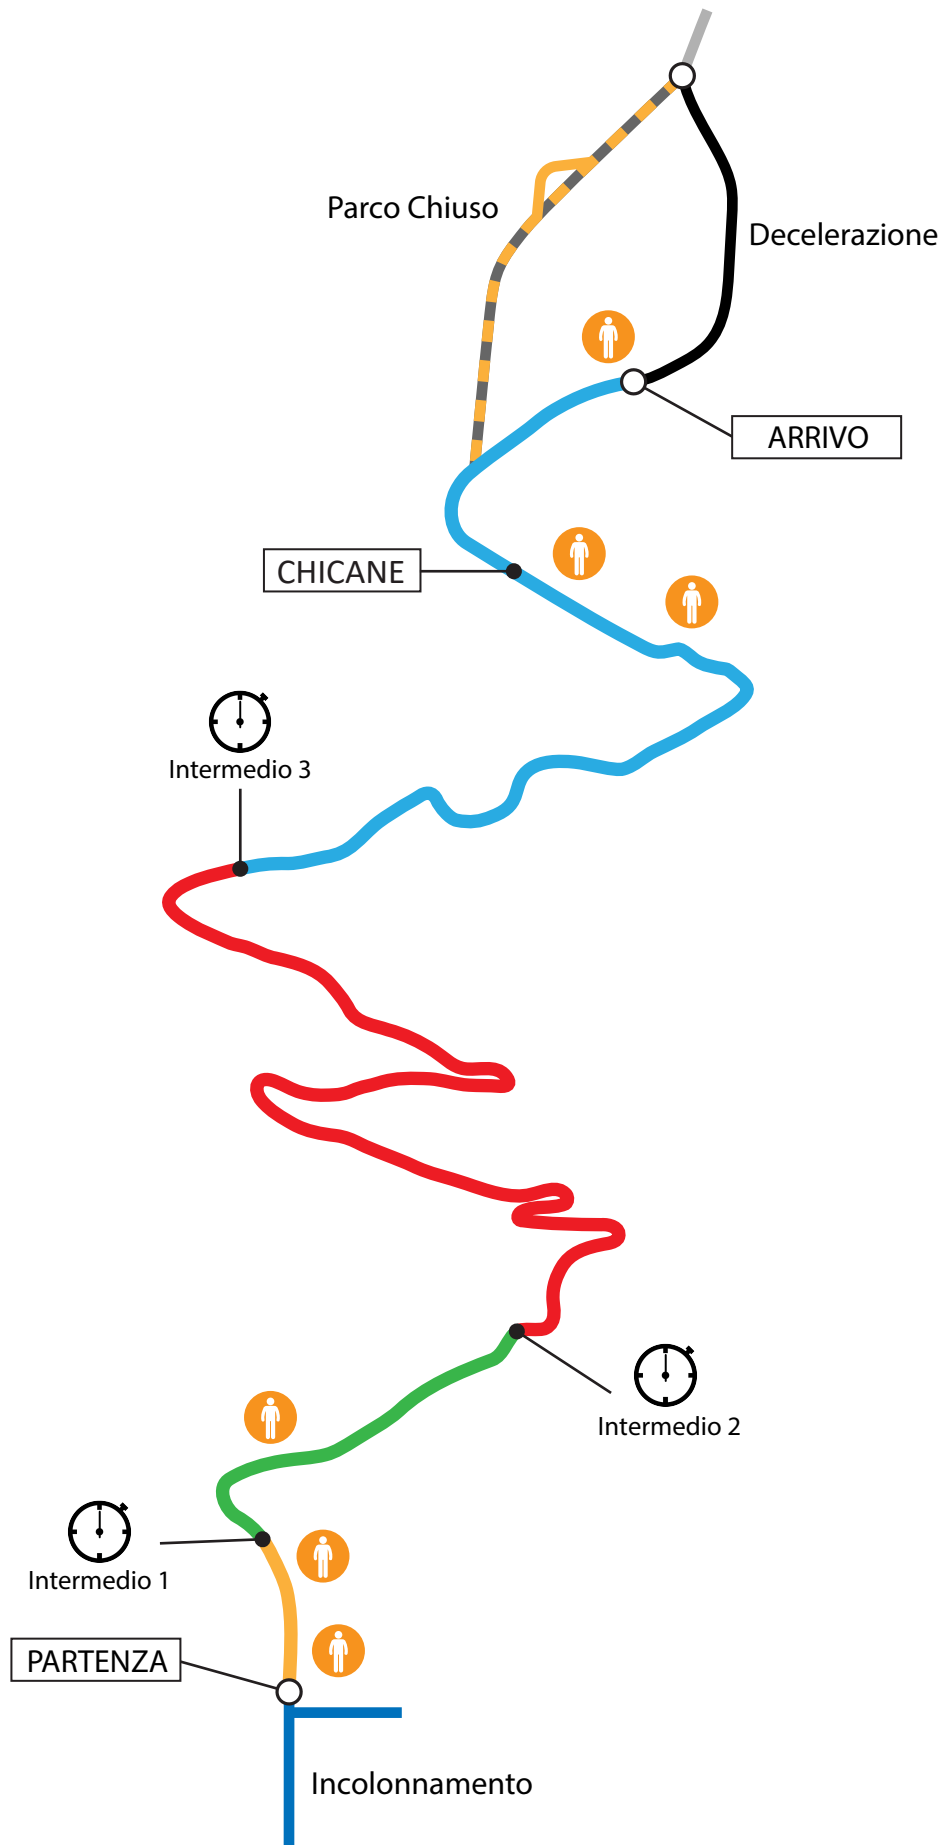 Parco Chiuso
Decelerazione
ARRIVO
CHICANE
Intermedio 3
Intermedio 2
Intermedio 1
PARTENZA
Incolonnamento